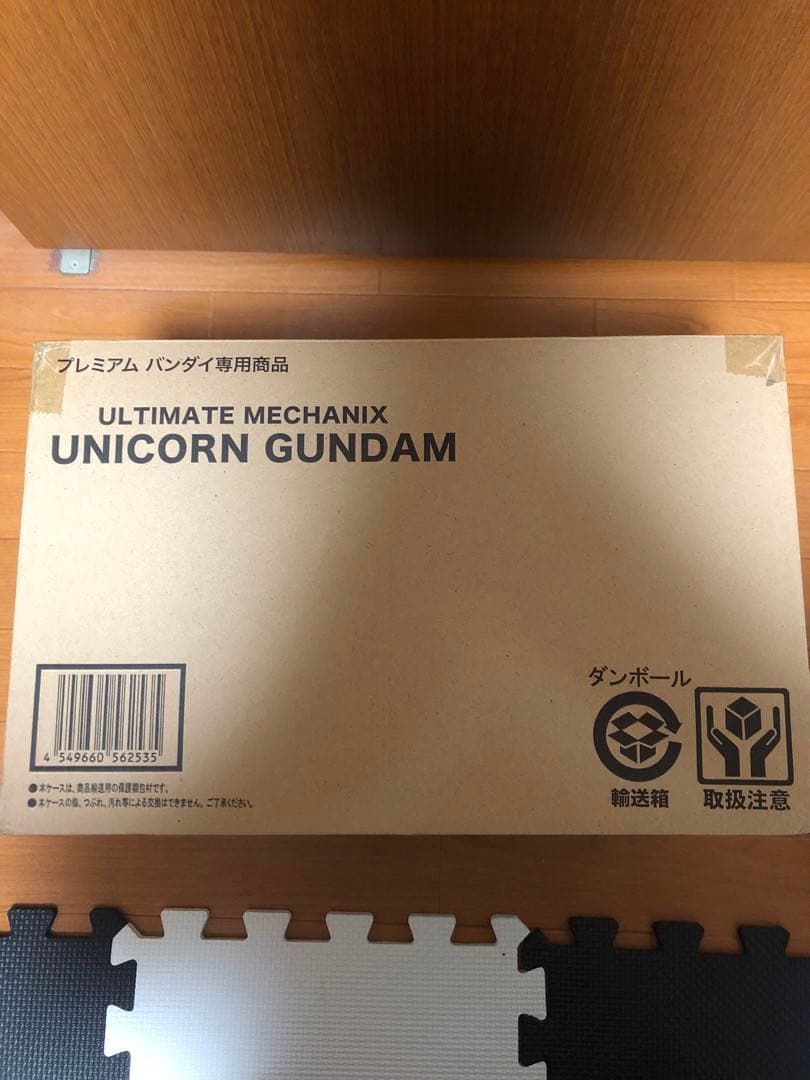 プレミアム バンダイ専用商品
ULTIMATE MECHANIX
UNICORN GUNDAM
4 549660 562535
●本ケースは、商品輸送用の保護梱包材です。
●本ケースの傷、つぶれ、汚れ等による交換はできません。ご了承ください。
ダンボール
輸送箱
取扱注意